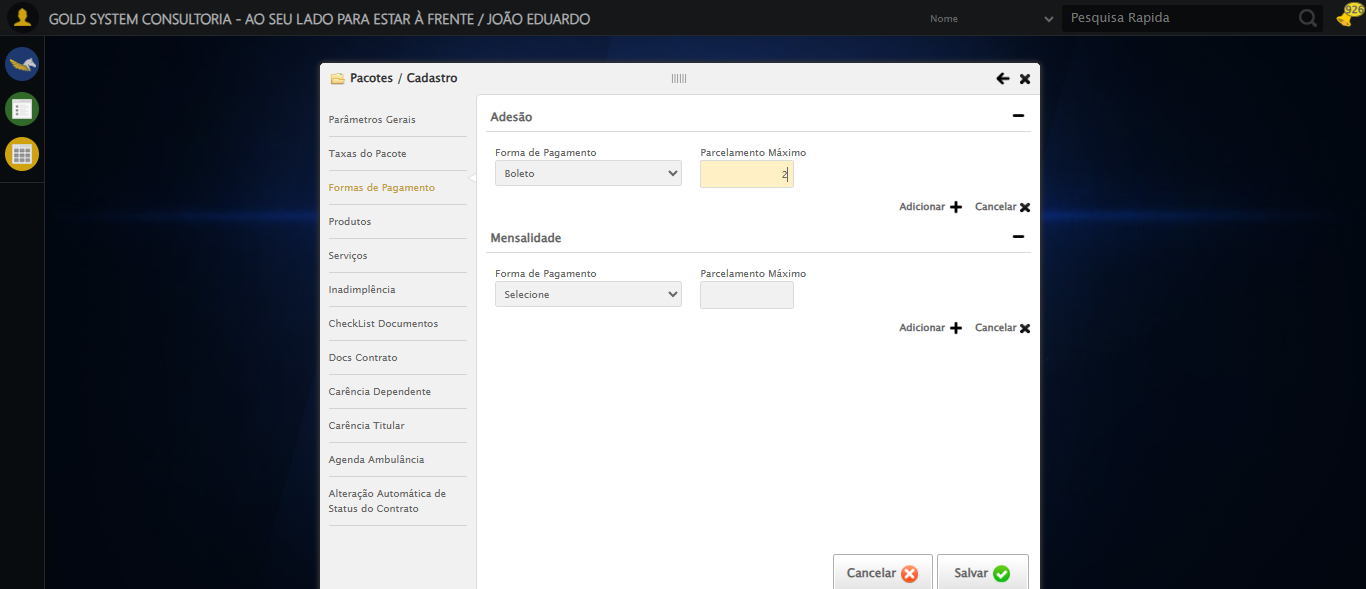 GOLD SYSTEM CONSULTORIA - AO SEU LADO PARA ESTAR À FRENTE / JOÃO EDUARDO
Nome
Pesquisa Rapida
926
Pacotes / Cadastro
Parâmetros Gerais
Taxas do Pacote
Formas de Pagamento
Produtos
Serviços
Inadimplência
CheckList Documentos
Docs Contrato
Carência Dependente
Carência Titular
Agenda Ambulância
Alteração Automática de
Status do Contrato
Adesão
Forma de Pagamento
Parcelamento Máximo
Boleto
2
Adicionar
Cancelar
Mensalidade
Forma de Pagamento
Parcelamento Máximo
Selecione
Adicionar
Cancelar
Cancelar
Salvar